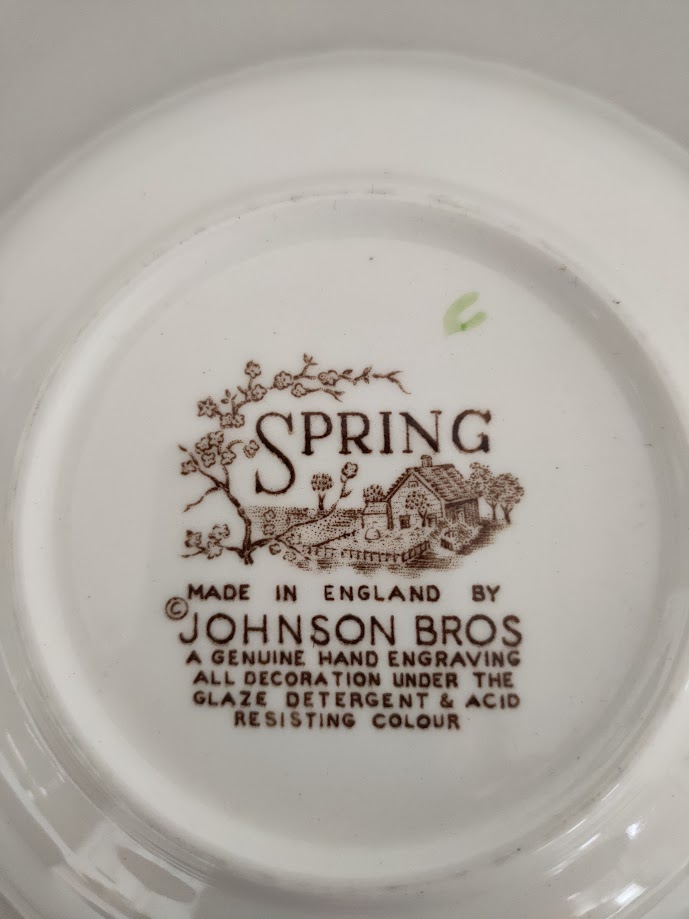 SPRING
MADE IN ENGLAND BY
©JOHNSON BROS
A GENUINE HAND ENGRAVING
ALL DECORATION UNDER THE
GLAZE DETERGENT & ACID
RESISTING COLOUR